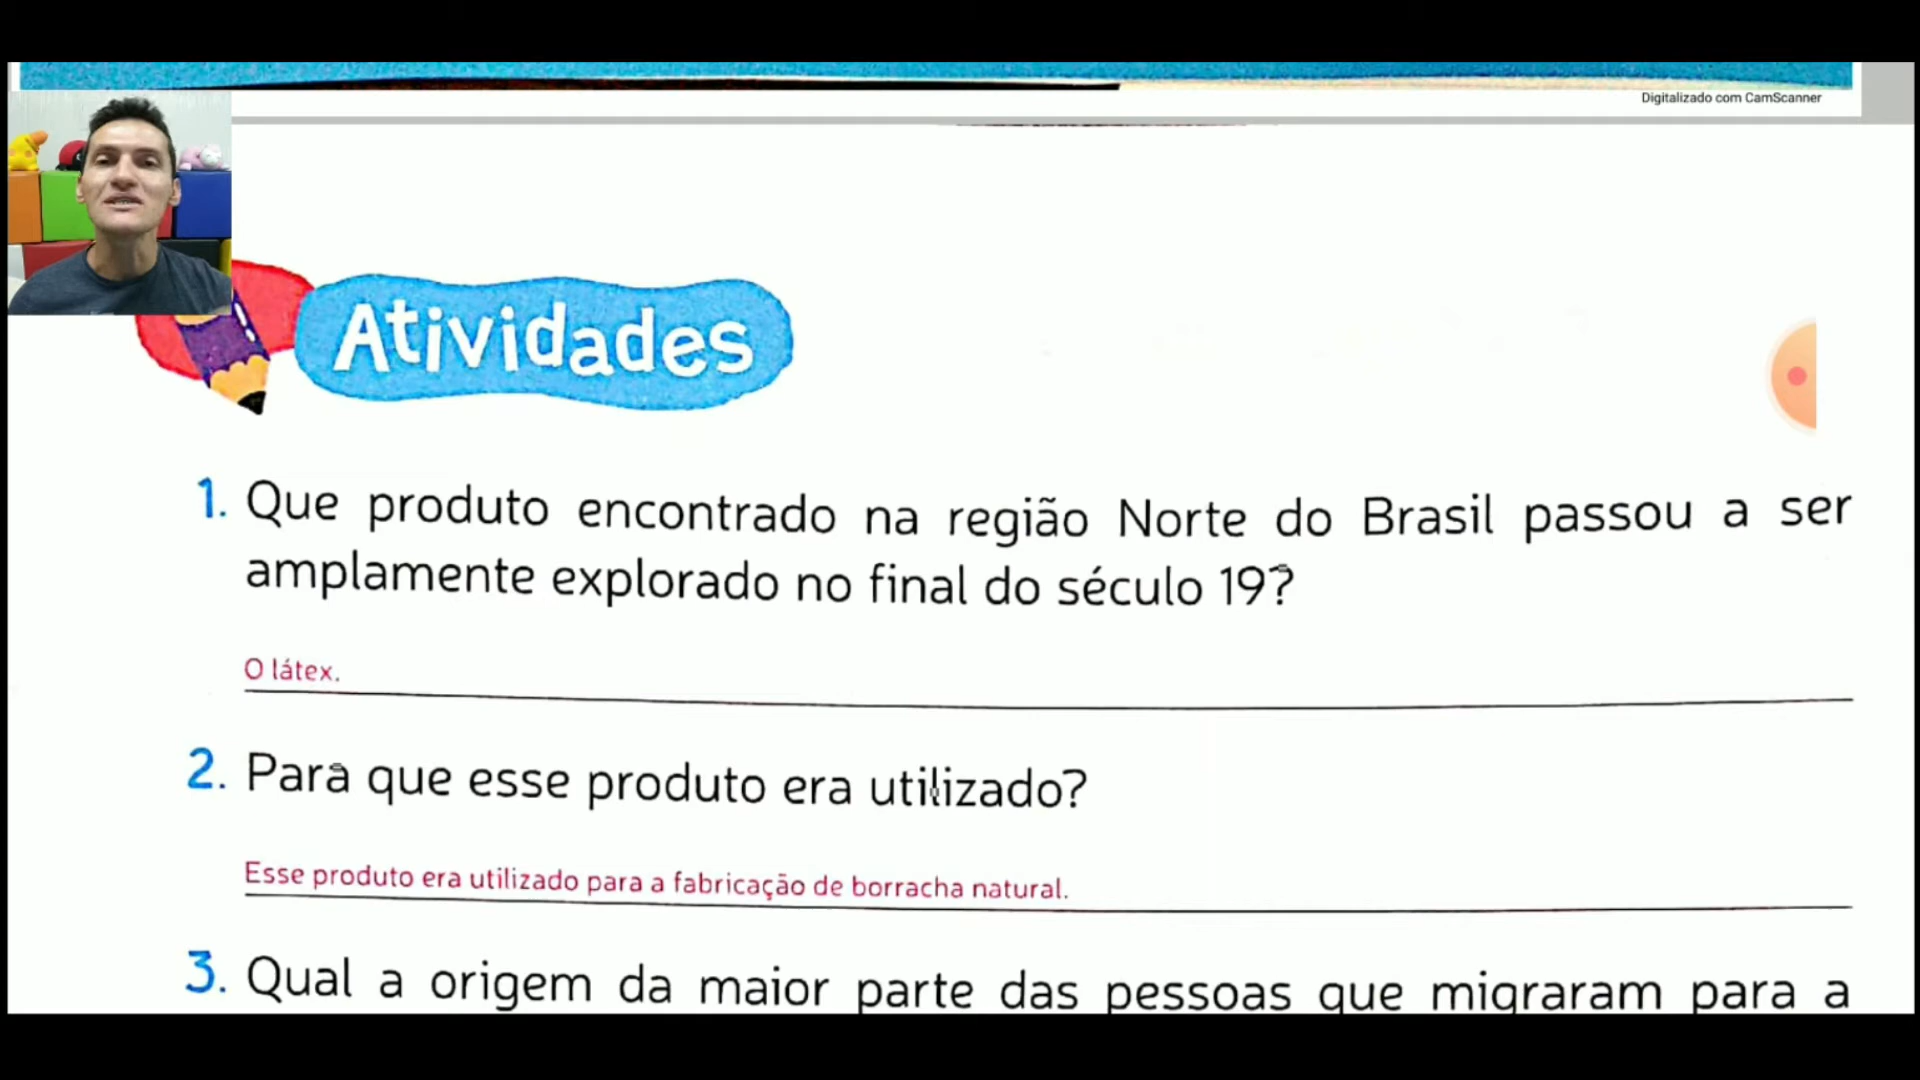 Digitalizado com CamScanner
Atividades
1. Que produto encontrado na região Norte do Brasil passou a ser
amplamente explorado no final do século 19?
O látex.
2. Para que esse produto era utilizado?
Esse produto era utilizado para a fabricação de borracha natural.
3. Qual a origem da maior parte das pessoas que migraram para a